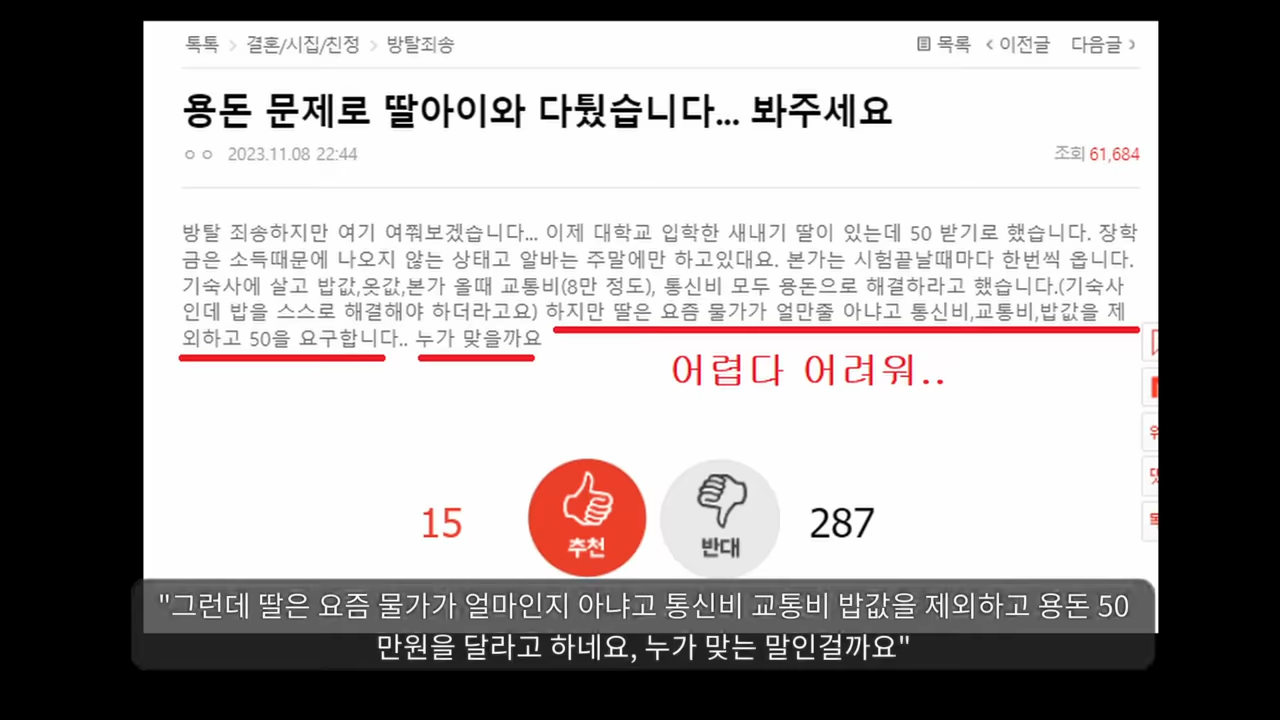 톡톡 > 결혼/시집/친정 > 방탈죄송
목록 < 이전글 다음글 >
용돈 문제로 딸아이와 다퉜습니다... 봐주세요
ㅇㅇ 2023.11.08 22:44
조회 61,684
방탈 죄송하지만 여기 여쭤보겠습니다... 이제 대학교 입학한 새내기 딸이 있는데 50 받기로 했습니다. 장학
금은 소득때문에 나오지 않는 상태고 알바는 주말에만 하고있대요. 본가는 시험끝날때마다 한번씩 옵니다.
기숙사에 살고 밥값,옷값,본가 올때 교통비(8만 정도), 통신비 모두 용돈으로 해결하라고 했습니다.(기숙사
인데 밥을 스스로 해결해야 하더라고요) 하지만 딸은 요즘 물가가 얼만줄 아냐고 통신비,교통비,밥값을 제
외하고 50을 요구합니다.. 누가 맞을까요
어렵다 어려워..
15 추천 반대 287
"그런데 딸은 요즘 물가가 얼마인지 아냐고 통신비 교통비 밥값을 제외하고 용돈 50
만원을 달라고 하네요, 누가 맞는 말인걸까요"